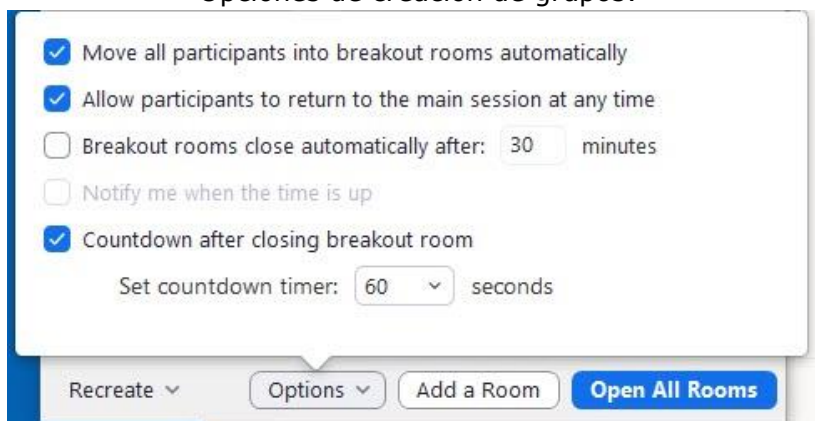 Opciones de creación de grupos:
Move all participants into breakout rooms automatically
Allow participants to return to the main session at any time
Breakout rooms close automatically after: 30 minutes
Notify me when the time is up
Countdown after closing breakout room
Set countdown timer: 60 seconds
Recreate Options Add a Room Open All Rooms